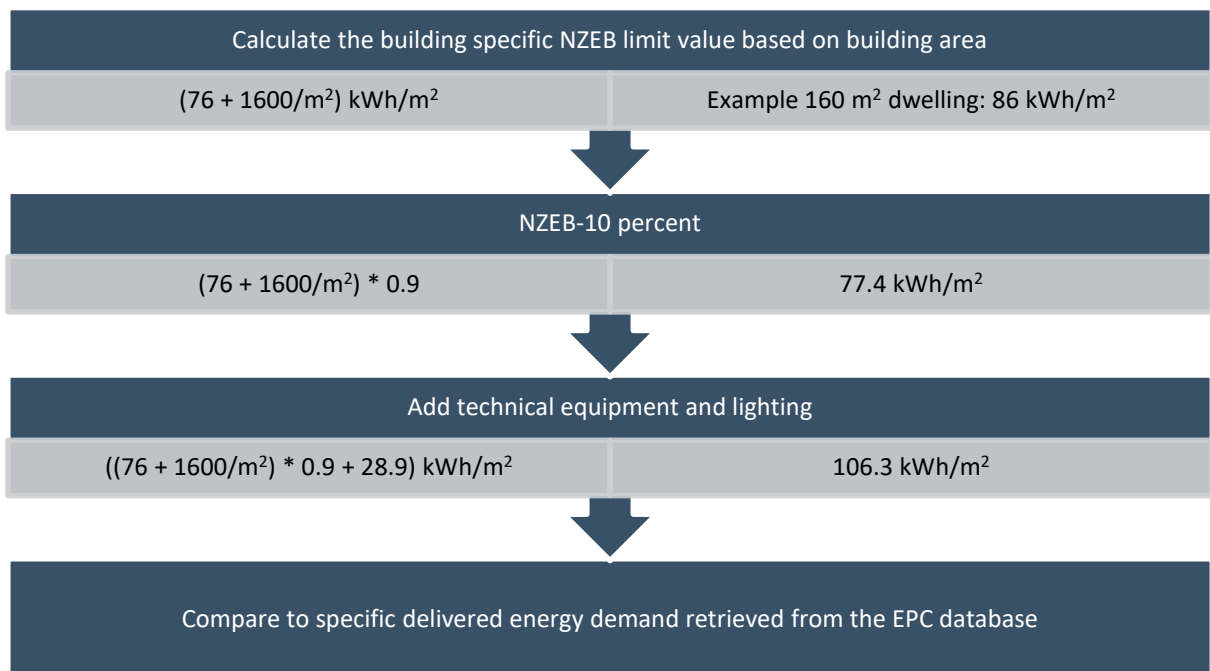 Calculate the building specific NZEB limit value based on building area
(76 + 1600/m²) kWh/m²
Example 160 m² dwelling: 86 kWh/m²
NZEB-10 percent
(76 + 1600/m²) * 0.9
77.4 kWh/m²
Add technical equipment and lighting
((76 + 1600/m²) * 0.9 + 28.9) kWh/m²
106.3 kWh/m²
Compare to specific delivered energy demand retrieved from the EPC database